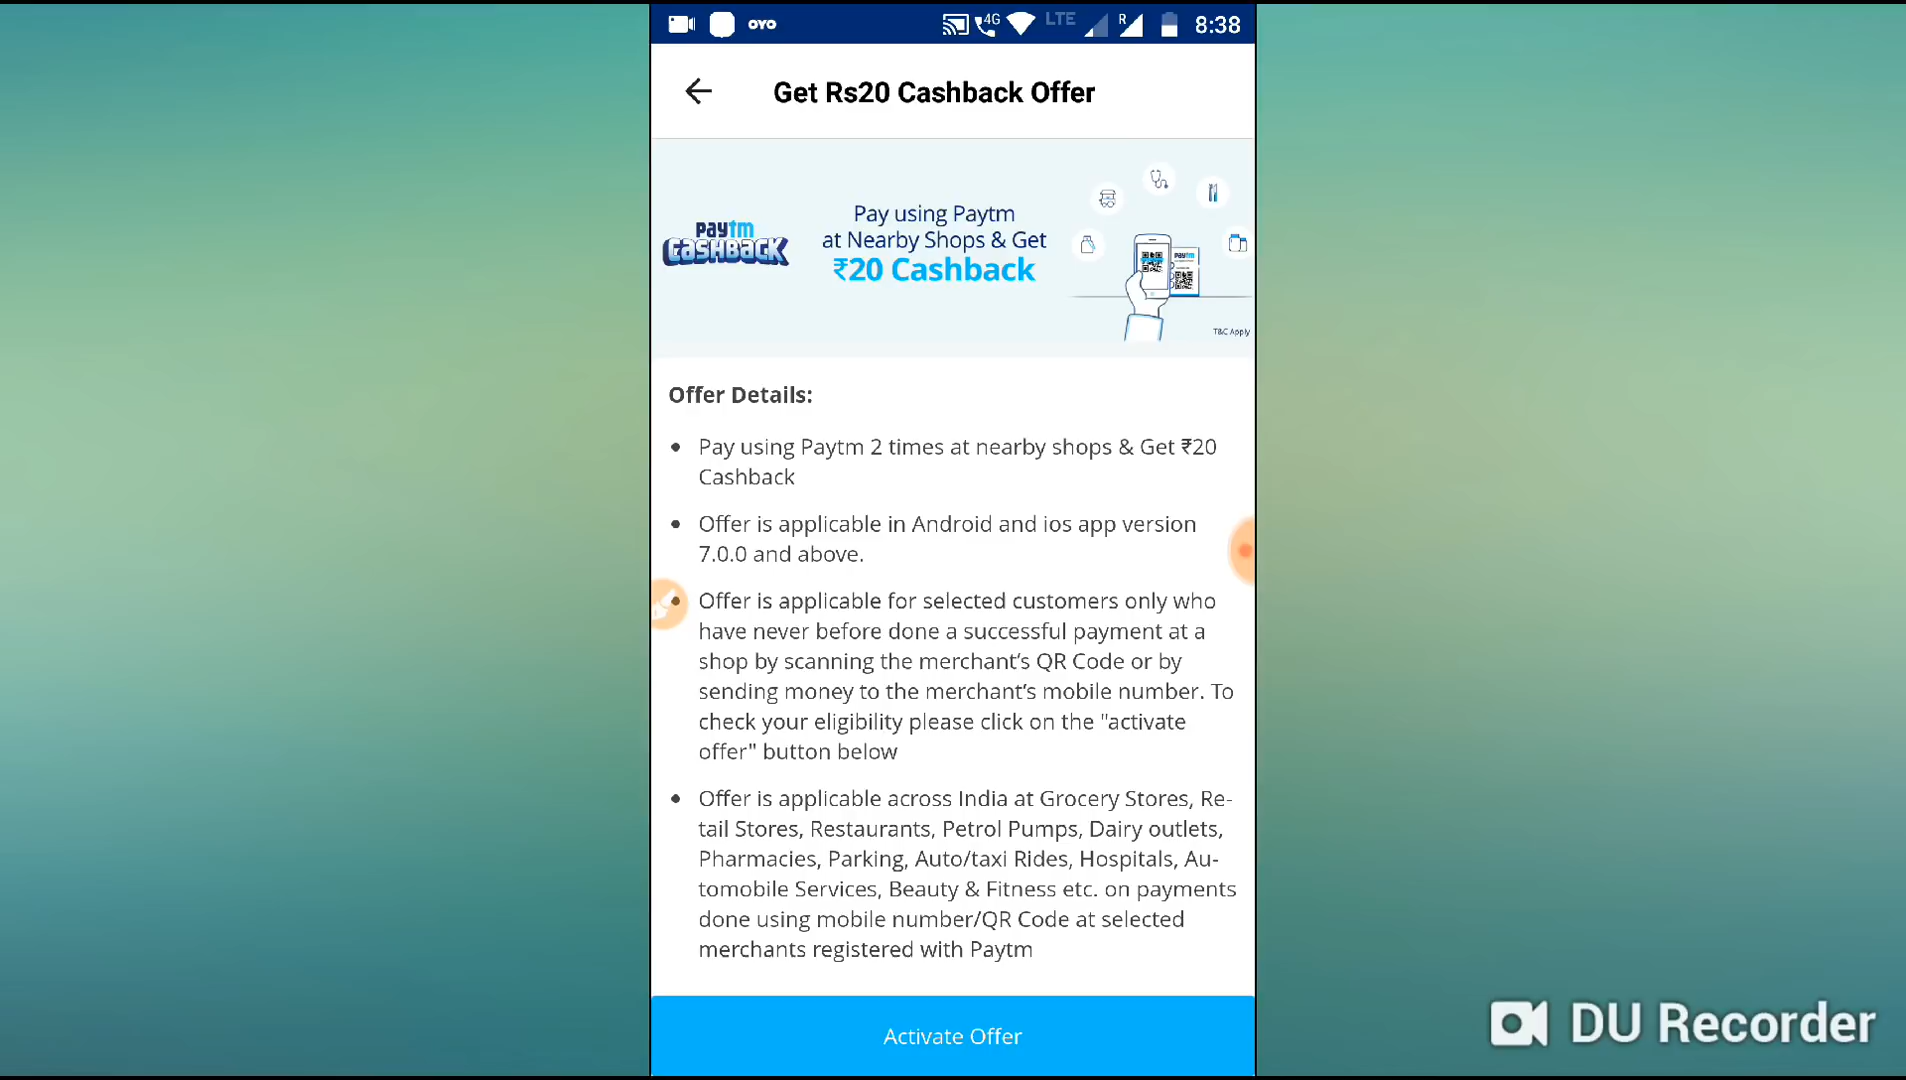 OYO 4G LTE R 8:38
Get Rs20 Cashback Offer
paytm
CASHBACK
Pay using Paytm
at Nearby Shops & Get
₹20 Cashback
paytm
T&C Apply
Offer Details:
Pay using Paytm 2 times at nearby shops & Get ₹20
Cashback
Offer is applicable in Android and ios app version
7.0.0 and above.
Offer is applicable for selected customers only who
have never before done a successful payment at a
shop by scanning the merchant's QR Code or by
sending money to the merchant's mobile number. To
check your eligibility please click on the "activate
offer" button below
Offer is applicable across India at Grocery Stores, Re-
tail Stores, Restaurants, Petrol Pumps, Dairy outlets,
Pharmacies, Parking, Auto/taxi Rides, Hospitals, Au-
tomobile Services, Beauty & Fitness etc. on payments
done using mobile number/QR Code at selected
merchants registered with Paytm
Activate Offer
DU Recorder